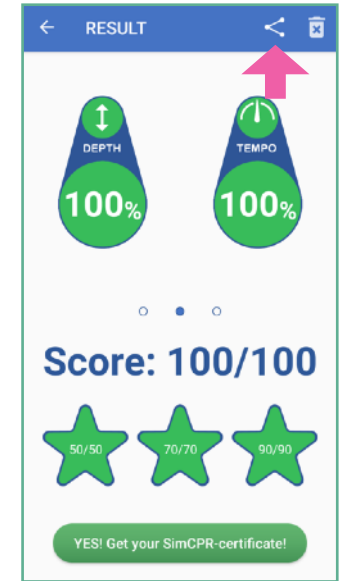 RESULT
DEPTH
TEMPO
100%
100%
Score: 100/100
50/50
70/70
90/90
YES! Get your SimCPR-certificate!